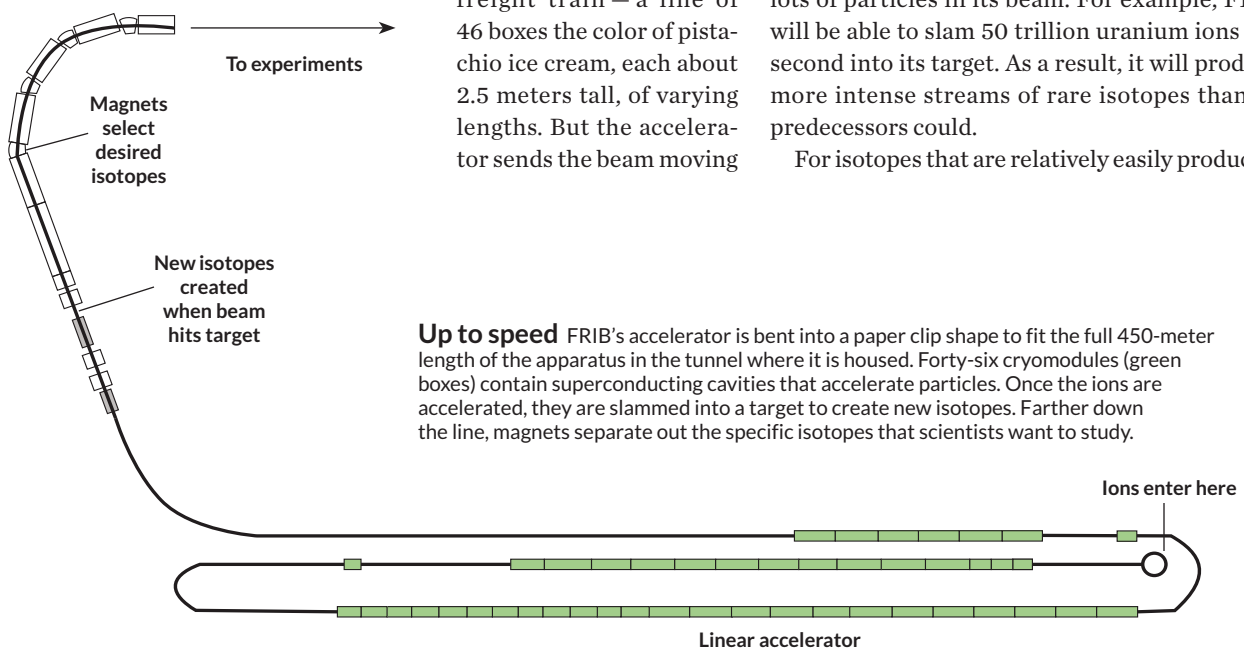 freight train — a line of
46 boxes the color of pista-
chio ice cream, each about
2.5 meters tall, of varying
lengths. But the accelera-
tor sends the beam moving
lots of particles in its beam. For example,
will be able to slam 50 trillion uranium ions
second into its target. As a result, it will
more intense streams of rare isotopes than
predecessors could.
For isotopes that are relatively easily
To experiments
Magnets
select
desired
isotopes
New isotopes
created
when beam
hits target
Up to speed FRIB’s accelerator is bent into a paper clip shape to fit the full 450-meter
length of the apparatus in the tunnel where it is housed. Forty-six cryomodules (green
boxes) contain superconducting cavities that accelerate particles. Once the ions are
accelerated, they are slammed into a target to create new isotopes. Farther down
the line, magnets separate out the specific isotopes that scientists want to study.
Ions enter here
Linear accelerator